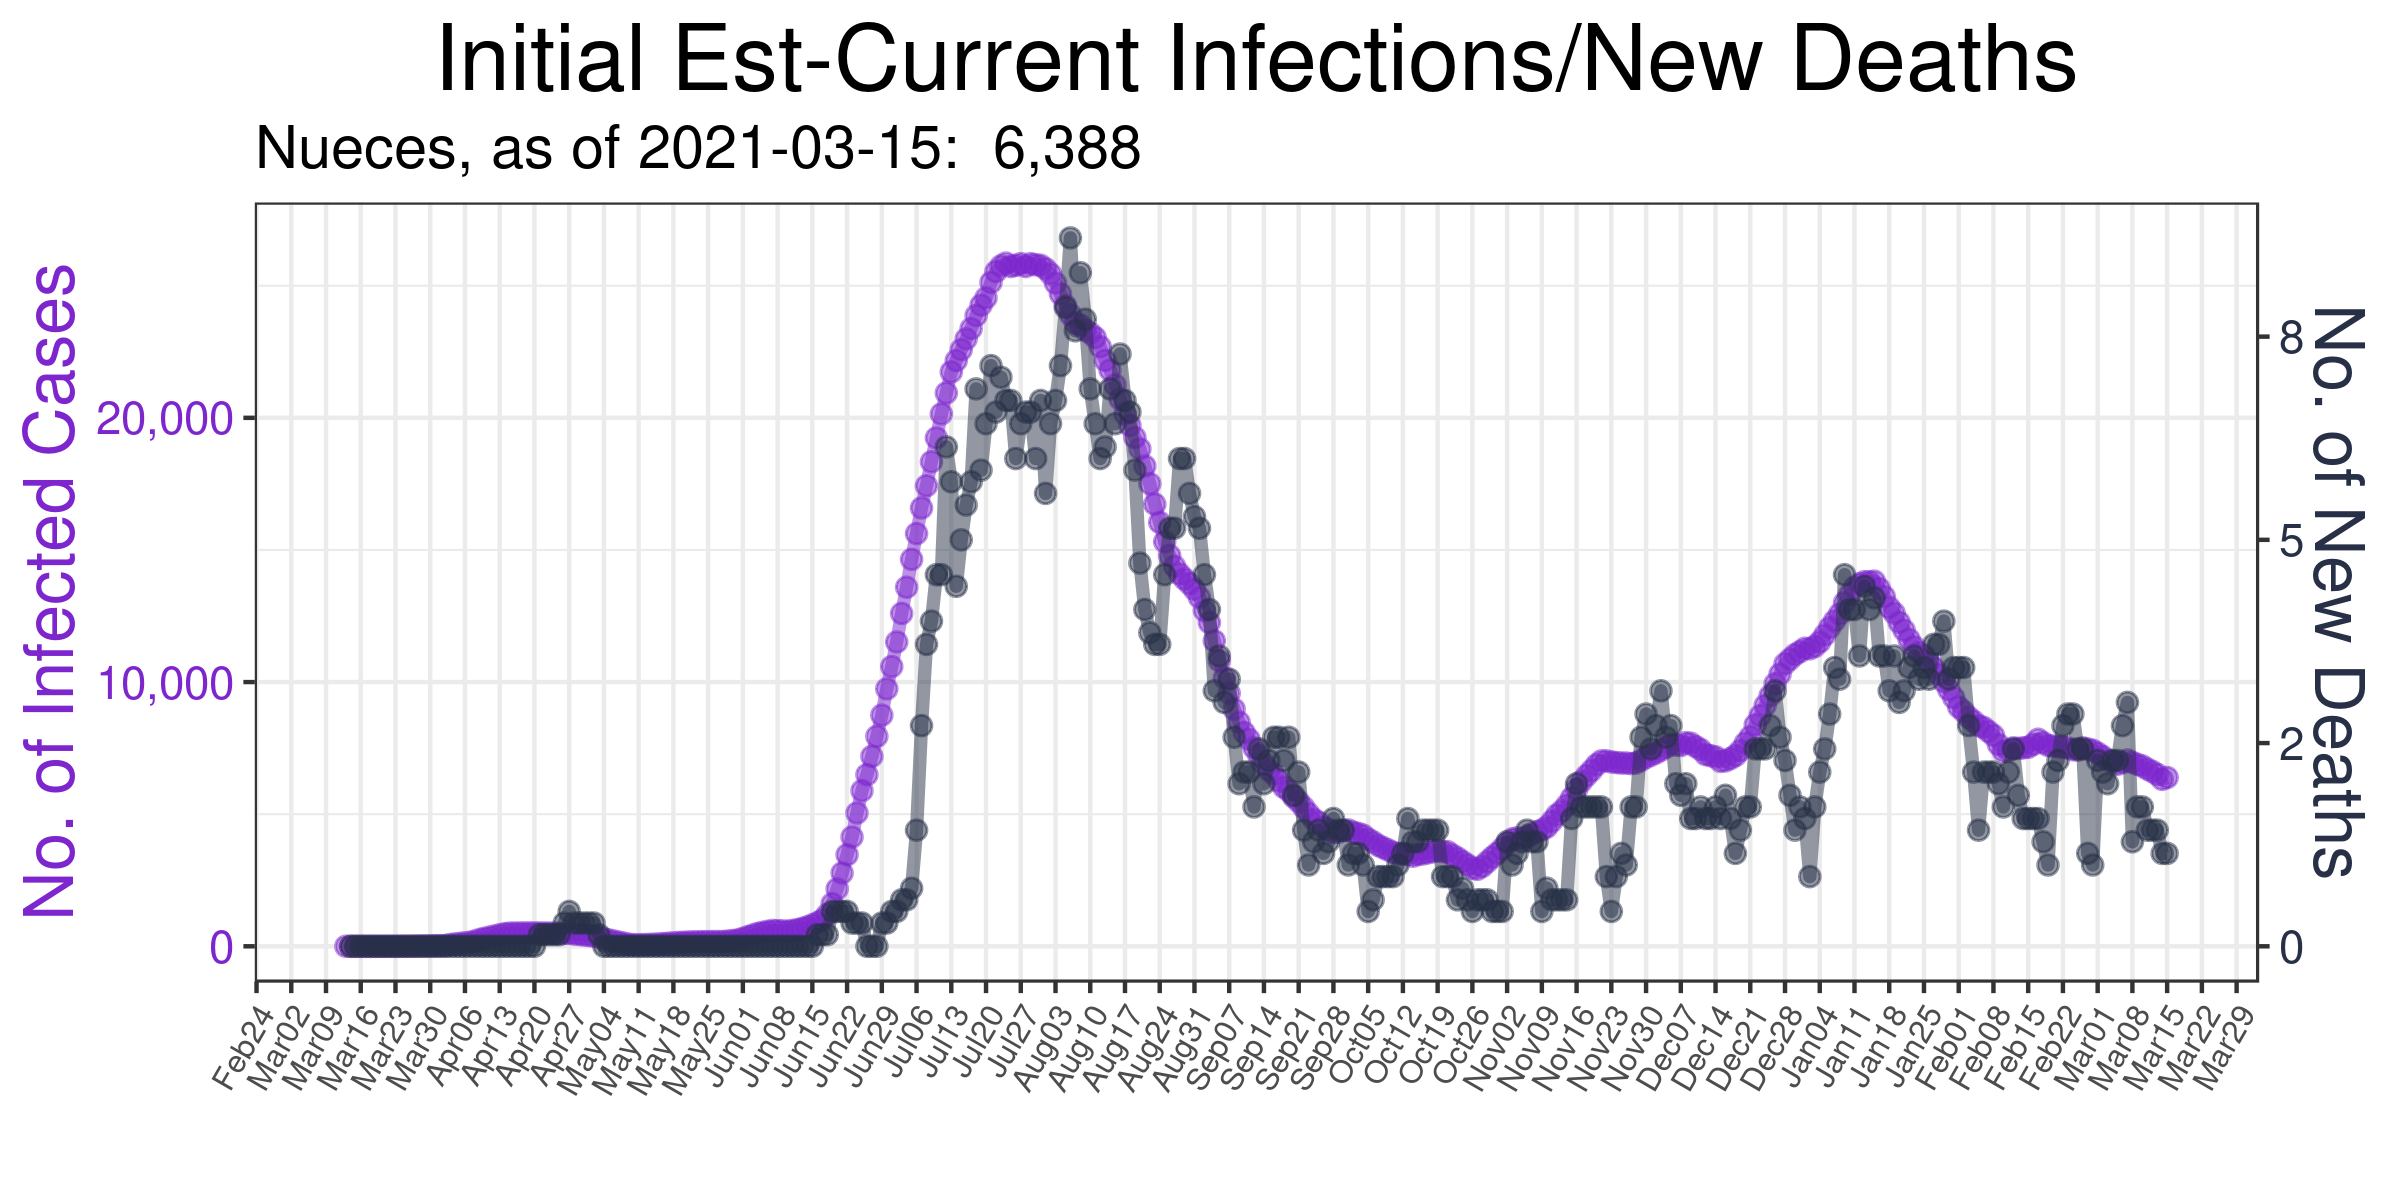 Initial Est-Current Infections/New Deaths
Nueces, as of 2021-03-15:  6,388
No. of Infected Cases
20,000
10,000
0
No. of New Deaths
8
5
2
0
Feb24
Mar02
Mar09
Mar16
Mar23
Mar30
Apr06
Apr13
Apr20
Apr27
May04
May11
May18
May25
Jun01
Jun08
Jun15
Jun22
Jun29
Jul06
Jul13
Jul20
Jul27
Aug03
Aug10
Aug17
Aug24
Aug31
Sep07
Sep14
Sep21
Sep28
Oct05
Oct12
Oct19
Oct26
Nov02
Nov09
Nov16
Nov23
Nov30
Dec07
Dec14
Dec21
Dec28
Jan04
Jan11
Jan18
Jan25
Feb01
Feb08
Feb15
Feb22
Mar01
Mar08
Mar15
Mar22
Mar29